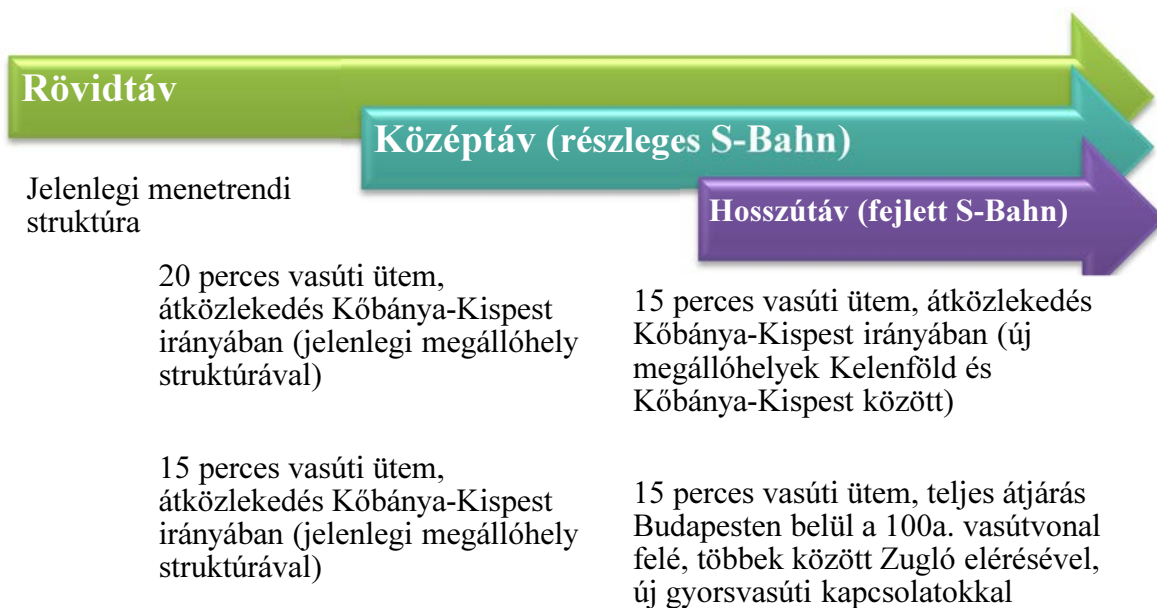 Rövidtáv
Középtáv (részleges S-Bahn)
Hosszútáv (fejlett S-Bahn)
Jelenlegi menetrendi
struktúra
20 perces vasúti ütem,
átközlekedés Kőbánya-Kispest
irányában (jelenlegi megállóhely
struktúrával)
15 perces vasúti ütem,
átközlekedés Kőbánya-Kispest
irányában (jelenlegi megállóhely
struktúrával)
15 perces vasúti ütem, átközlekedés
Kőbánya-Kispest irányában (új
megállóhelyek Kelenföld és
Kőbánya-Kispest között)
15 perces vasúti ütem, teljes átjárás
Budapesten belül a 100a. vasútvonal
felé, többek között Zugló elérésével,
új gyorsvasúti kapcsolatokkal